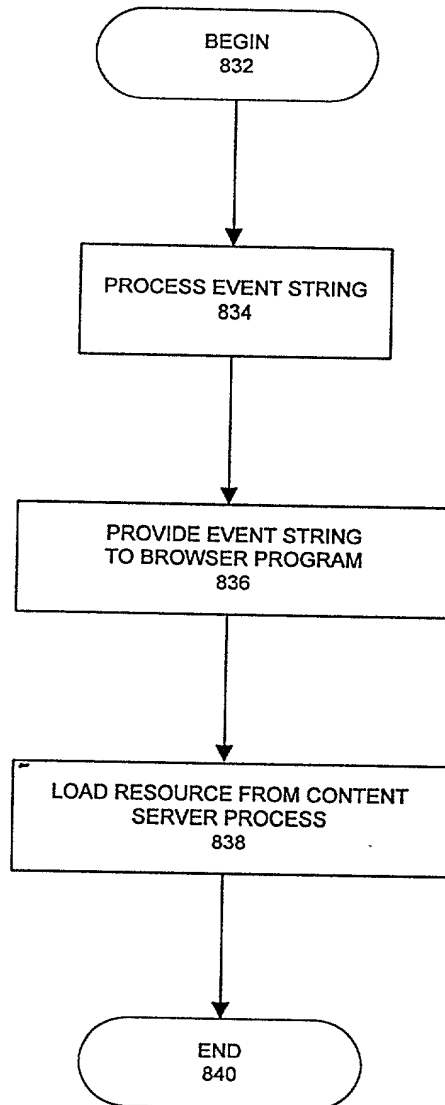 BEGIN
832
PROCESS EVENT STRING
834
PROVIDE EVENT STRING
TO BROWSER PROGRAM
836
LOAD RESOURCE FROM CONTENT
SERVER PROCESS
838
END
840